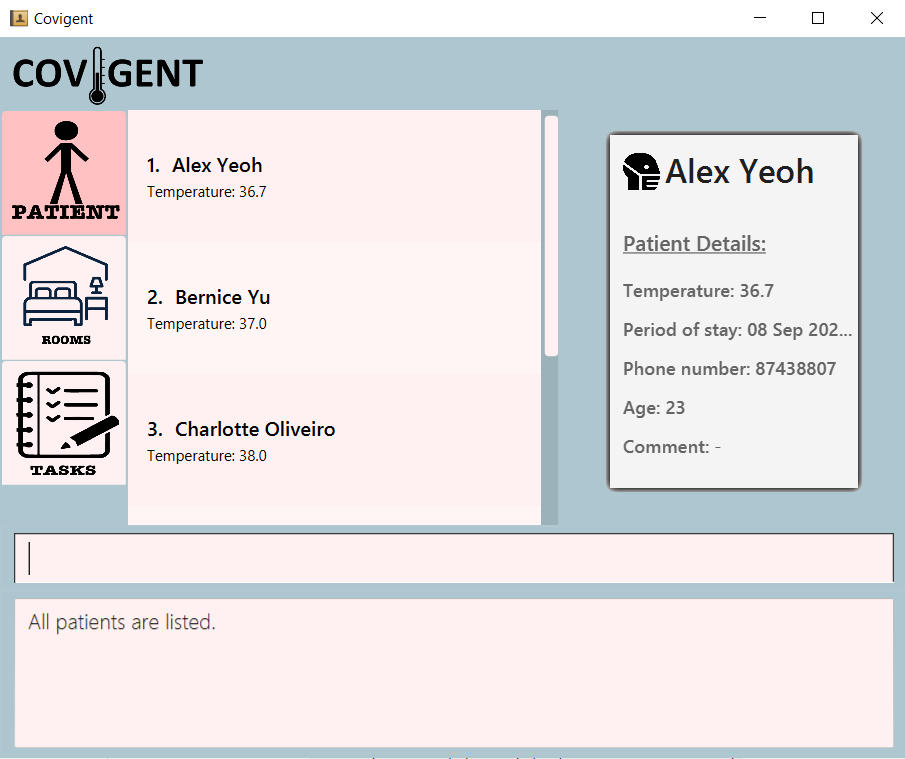 Covigent
COVIGENT
PATIENT
ROOMS
TASKS
1. Alex Yeoh
Temperature: 36.7
2. Bernice Yu
Temperature: 37.0
3. Charlotte Oliveiro
Temperature: 38.0
Alex Yeoh
Patient Details:
Temperature: 36.7
Period of stay: 08 Sep 202...
Phone number: 87438807
Age: 23
Comment: -
All patients are listed.